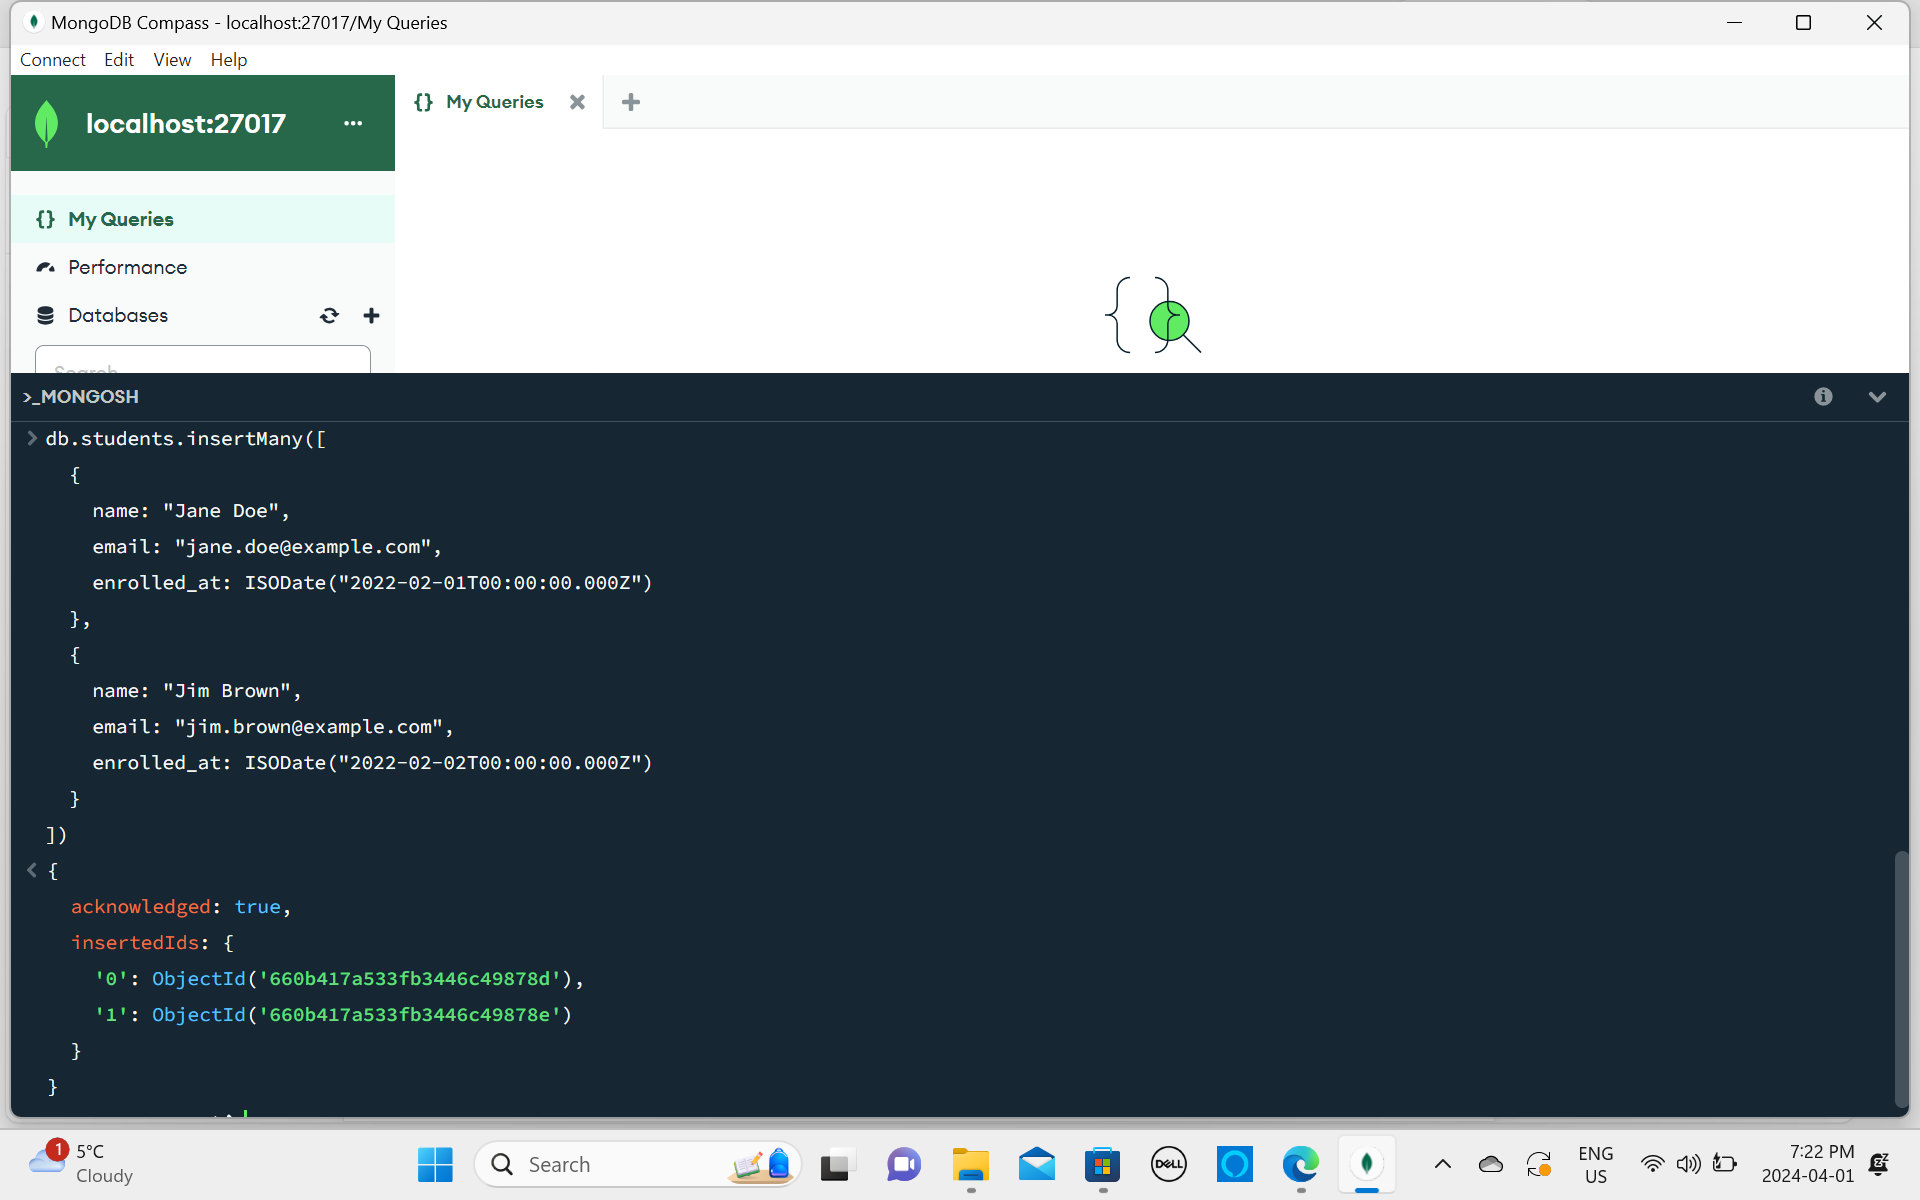 MongoDB Compass - localhost:27017/My Queries
Connect Edit View Help
localhost:27017 ...
{} My Queries
{} My Queries
Performance
Databases
Search
>_MONGOSH
> db.students.insertMany([
{
name: "Jane Doe",
email: "jane.doe@example.com",
enrolled_at: ISODate("2022-02-01T00:00:00.000Z")
},
{
name: "Jim Brown",
email: "jim.brown@example.com",
enrolled_at: ISODate("2022-02-02T00:00:00.000Z")
}
])
< {
acknowledged: true,
insertedIds: {
'0': ObjectId('660b417a533fb3446c49878d'),
'1': ObjectId('660b417a533fb3446c49878e')
}
}
1
5°C
Cloudy
Search
DELL
ENG
US
7:22 PM
2024-04-01